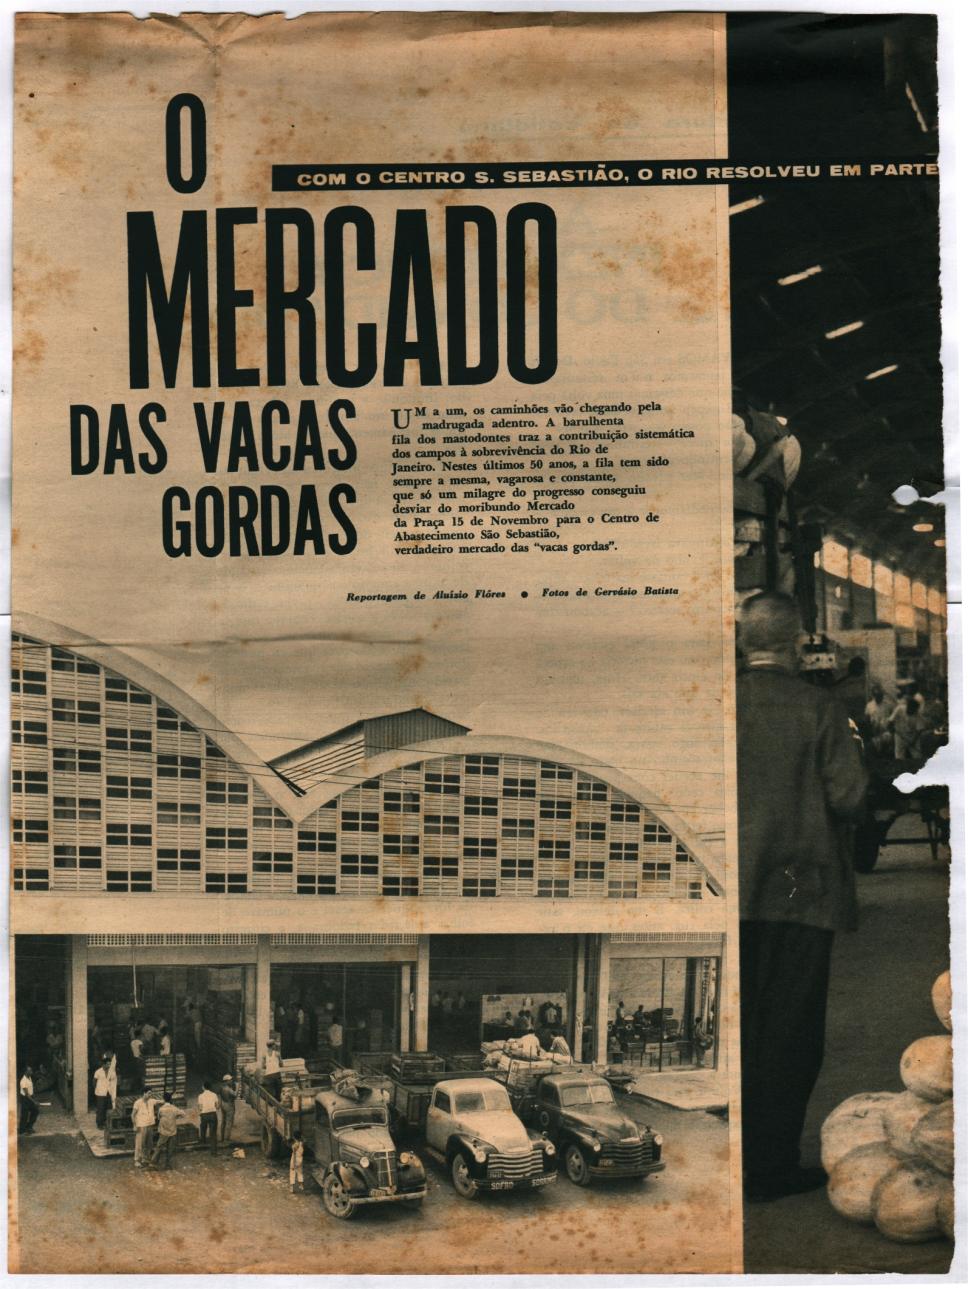 O
COM O CENTRO S. SEBASTIÃO, O RIO RESOLVEU EM PARTE
MERCADO
DAS VACAS
GORDAS
UM a um, os caminhões vão chegando pela
madrugada adentro. A barulhenta
fila dos mastodontes traz a contribuição sistemática
dos campos à sobrevivência do Rio de
Janeiro. Nestes últimos 50 anos, a fila tem sido
sempre a mesma, vagarosa e constante,
que só um milagre do progresso conseguiu
desviar do moribundo Mercado
da Praça 15 de Novembro para o Centro de
Abastecimento São Sebastião,
verdadeiro mercado das “vacas gordas”.
Reportagem de Aluízio Flôres ● Fotos de Gervásio Batista